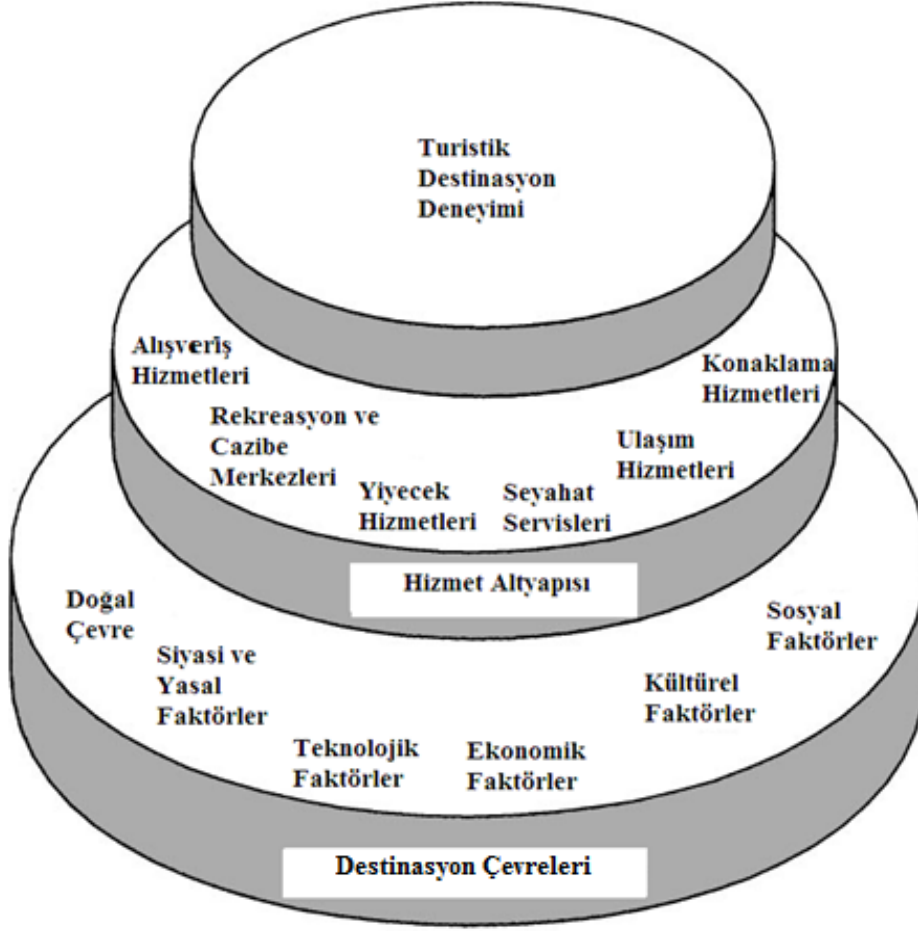 Turistik
Destinasyon
Deneyimi
Alışveriş
Hizmetleri
Rekreasyon ve
Cazibe
Merkezleri
Yiyecek
Hizmetleri
Seyahat
Servisleri
Ulaşım
Hizmetleri
Konaklama
Hizmetleri
Hizmet Altyapısı
Doğal
Çevre
Siyasi ve
Yasal
Faktörler
Teknolojik
Faktörler
Ekonomik
Faktörler
Kültürel
Faktörler
Sosyal
Faktörler
Destinasyon Çevreleri